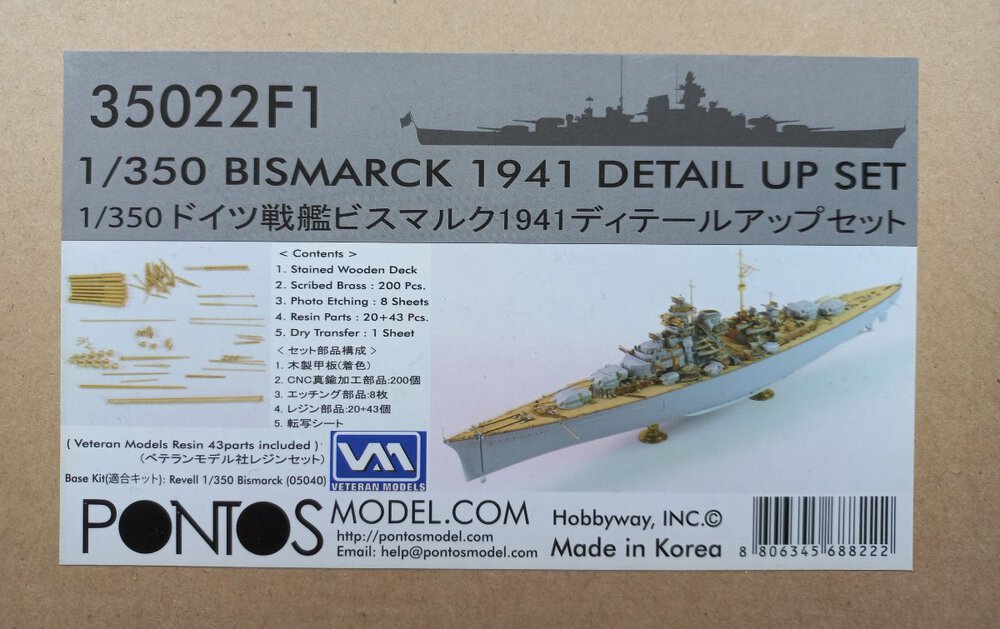 35022F1
1/350 BISMARCK 1941 DETAIL UP SET
1/350ドイツ戦艦ビスマルク1941ディテールアップセット
< Contents >
1. Stained Wooden Deck
2. Scribed Brass : 200 Pcs.
3. Photo Etching : 8 Sheets
4. Resin Parts : 20+43 Pcs.
5. Dry Transfer : 1 Sheet
< セット部品構成 >
1. 木製甲板(着色)
2. CNC真鍮加工部品:200個
3. エッチング部品:8枚
4. レジン部品:20+43個
5. 転写シート
( Veteran Models Resin 43parts included )
(ベテランモデル社レジンセット)
VM
VETERAN MODELS
Base Kit(適合キット): Revell 1/350 Bismarck (05040)
PONTOS MODEL.COM
http://pontosmodel.com
Email: help@pontosmodel.com
Hobbyway, INC.©
Made in Korea
8 806345 688222